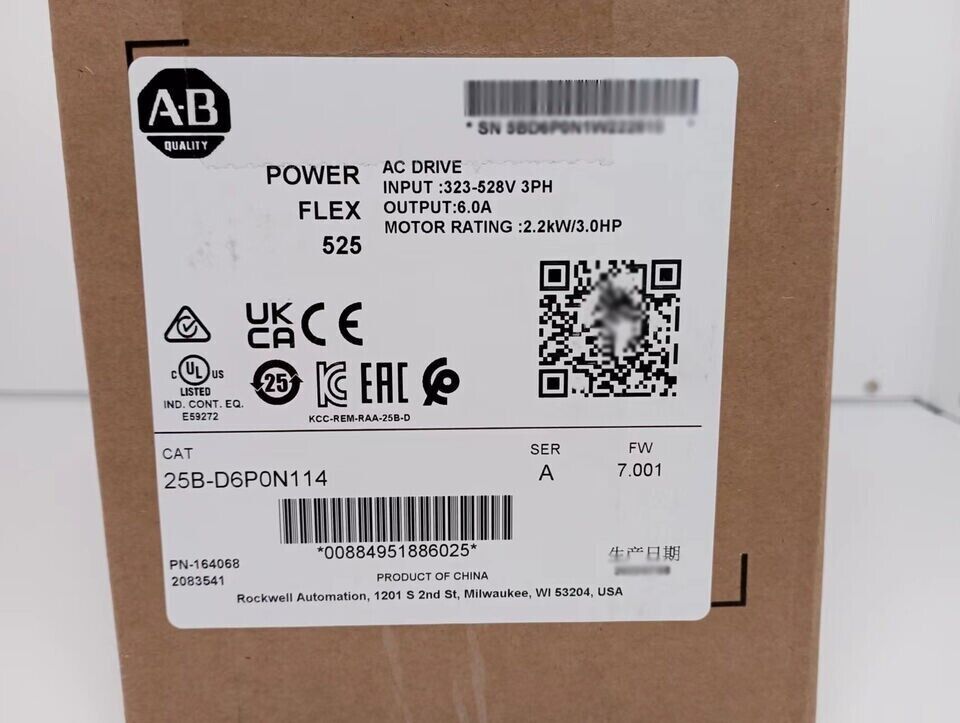 A·B
QUALITY
POWER
FLEX
525
AC DRIVE
INPUT :323-528V 3PH
OUTPUT:6.0A
MOTOR RATING :2.2kW/3.0HP
UK
CA CE
C UL US
LISTED
IND. CONT. EQ.
E59272
25
KC
KCC-REM-RAA-25B-D
EAC
CAT
25B-D6P0N114
SER
A
FW
7.001
*00884951886025*
PN-164068
2083541
生产日期
PRODUCT OF CHINA
Rockwell Automation, 1201 S 2nd St, Milwaukee, WI 53204, USA